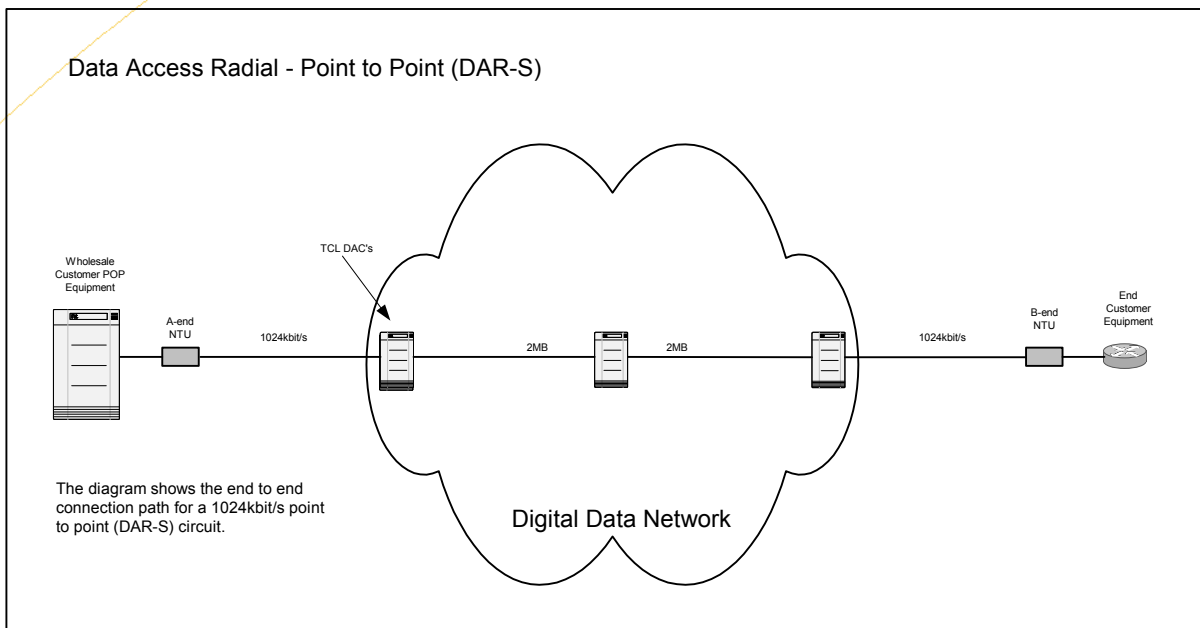 Data Access Radial - Point to Point (DAR-S)
TCL DAC's
Wholesale
Customer POP
Equipment
A-end
NTU
1024kbit/s
2MB
2MB
1024kbit/s
B-end
NTU
End
Customer
Equipment
The diagram shows the end to end
connection path for a 1024kbit/s point
to point (DAR-S) circuit.
Digital Data Network